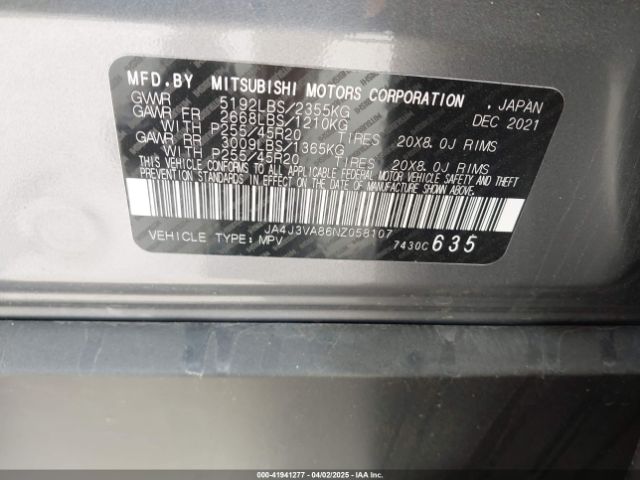 MFD.BY MITSUBISHI MOTORS CORPORATION , JAPAN
GVWR 5192LBS/2355KG DEC 2021
GAWR FR 2668LBS/1210KG
WITH P255/45R20 TIRES 20X8.0J RIMS
GAWR RR 3009LBS/1365KG
WITH P255/45R20 TIRES 20X8.0J RIMS
THIS VEHICLE CONFORMS TO ALL APPLICABLE FEDERAL MOTOR VEHICLE SAFETY AND THEFT
PREVENTION STANDARDS IN EFFECT ON THE DATE OF MANUFACTURE SHOWN ABOVE.
JA4J3VA86NZ058107
VEHICLE TYPE: MPV 7430C 635
00-41941277 - 04/02/2025 - IAAI.COM